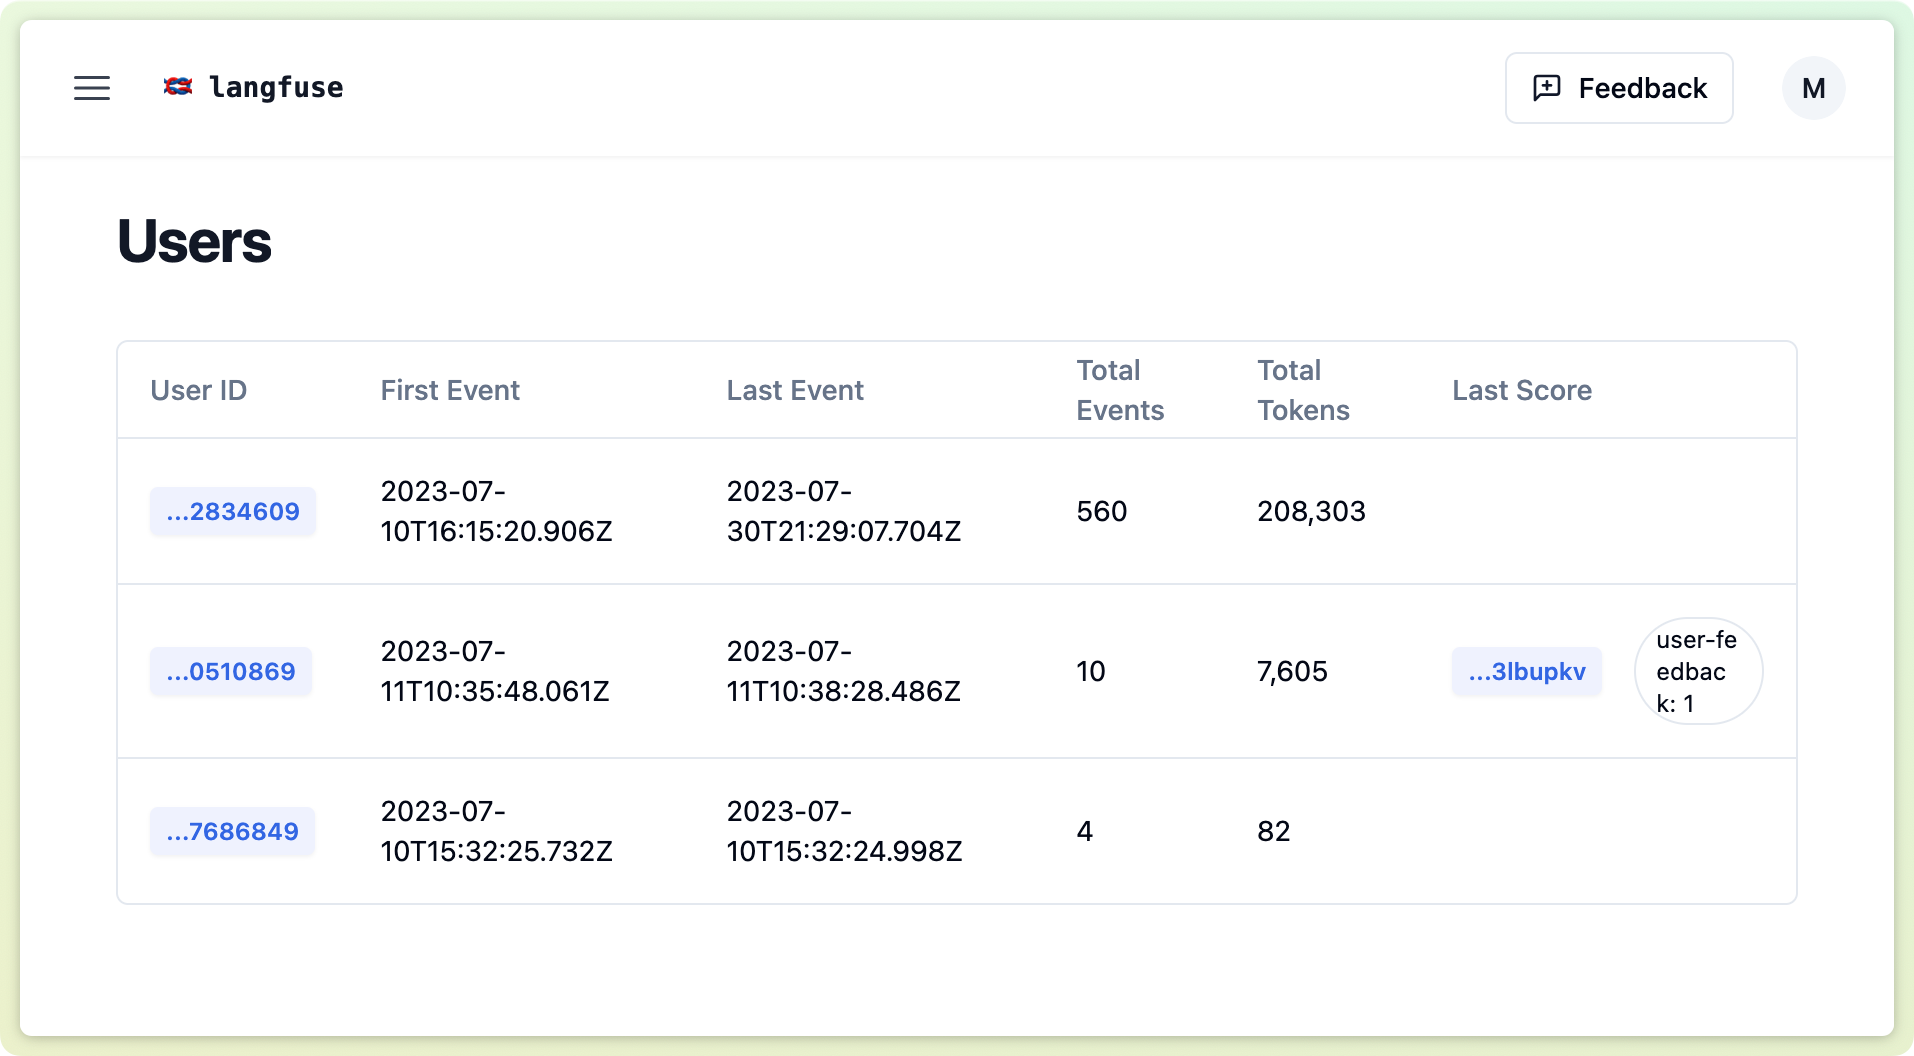 langfuse
Feedback
M
Users
User ID
First Event
Last Event
Total
Events
Total
Tokens
Last Score
...2834609
2023-07-
10T16:15:20.906Z
2023-07-
30T21:29:07.704Z
560
208,303
...0510869
2023-07-
11T10:35:48.061Z
2023-07-
11T10:38:28.486Z
10
7,605
...3lbupkv
user-fe
edbac
k: 1
...7686849
2023-07-
10T15:32:25.732Z
2023-07-
10T15:32:24.998Z
4
82